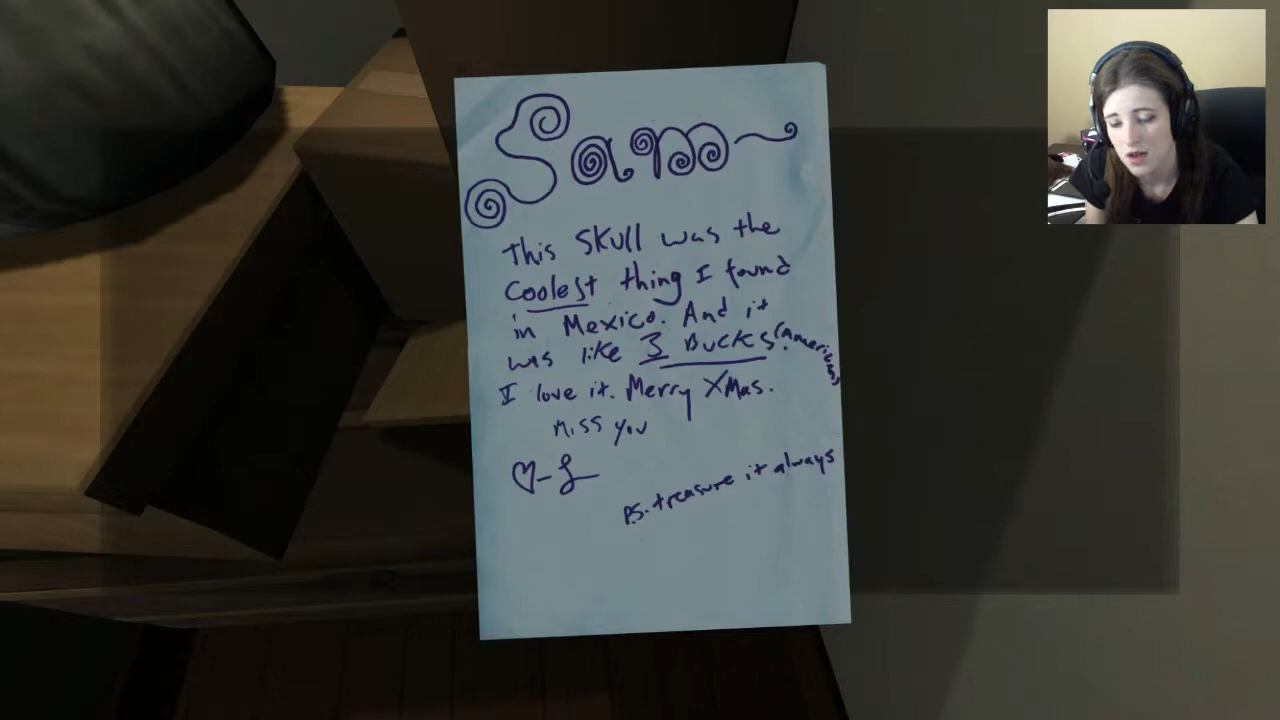 Sam~
This SKUll was the
coolest thing I found
in Mexico. And it
was like 3 BUCKS! (american)
I love it. Merry XMas.
Miss you
♡-L
P.S. treasure it always